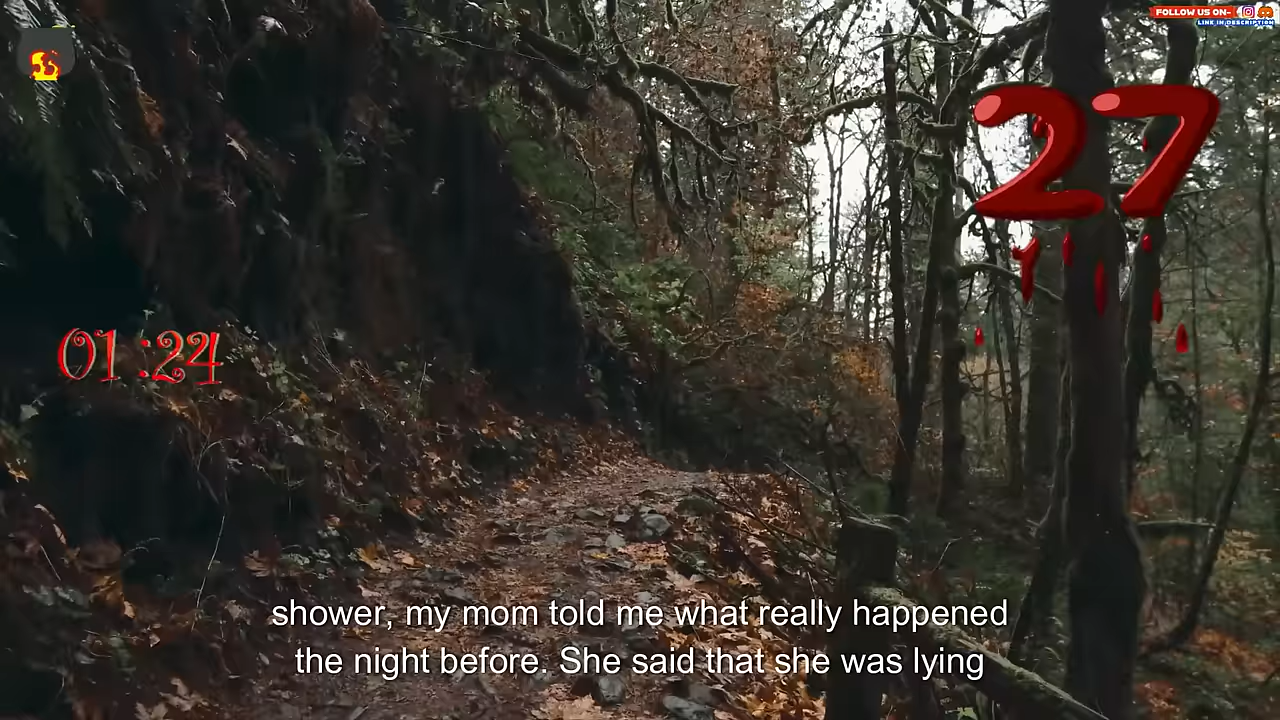 FOLLOW US ON-
LINK IN DESCRIPTION
27
01:24
shower, my mom told me what really happened
the night before. She said that she was lying